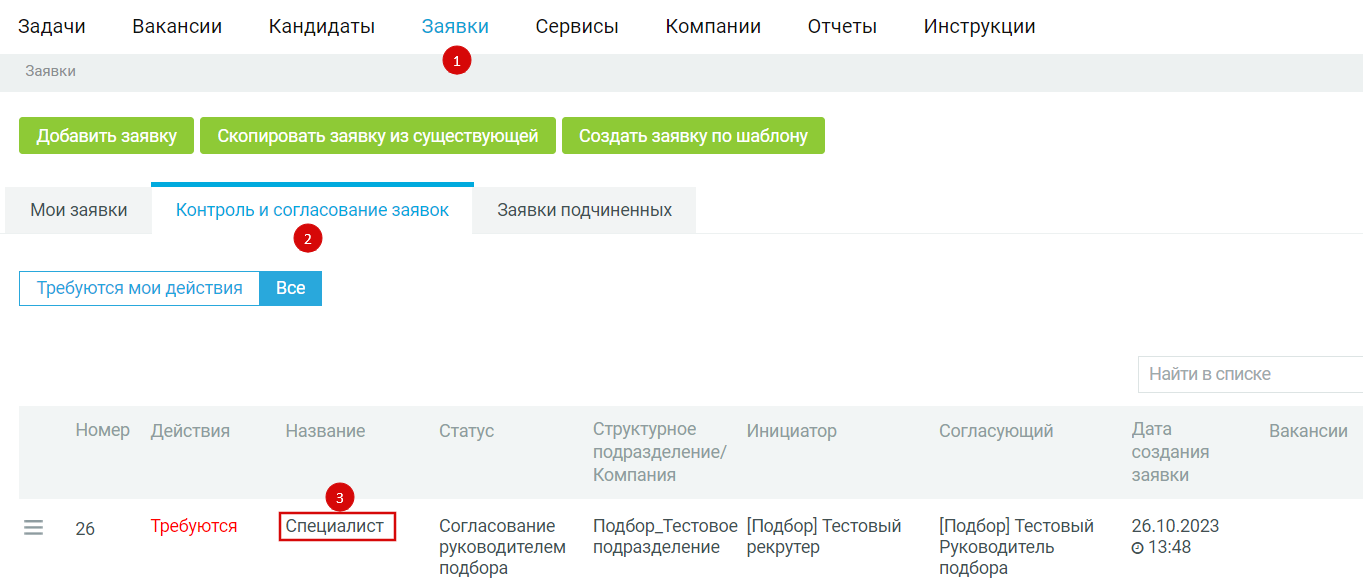 Задачи Вакансии Кандидаты Заявки Сервисы Компании Отчеты Инструкции
1
Заявки
Добавить заявку Скопировать заявку из существующей Создать заявку по шаблону
Мои заявки Контроль и согласование заявок Заявки подчиненных
2
Требуются мои действия Все
Найти в списке
Номер Действия Название Статус Структурное подразделение/ Компания Инициатор Согласующий Дата создания заявки Вакансии
3
26 Требуются Специалист Согласование руководителем подбора Подбор_Тестовое подразделение [Подбор] Тестовый рекрутер [Подбор] Тестовый Руководитель подбора 26.10.2023 13:48